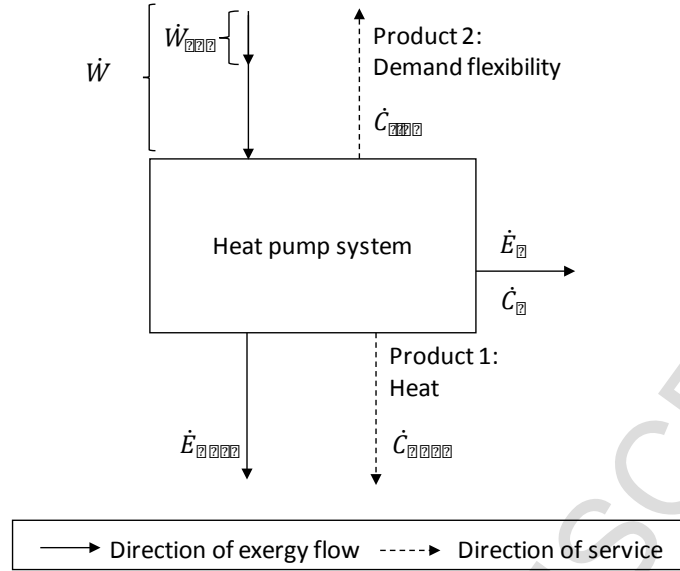 Ẇ
Ẇ
Product 2:
Demand flexibility
Ċ
Heat pump system
Ė
Ċ
Product 1:
Heat
Ė
Ċ
Direction of exergy flow
Direction of service